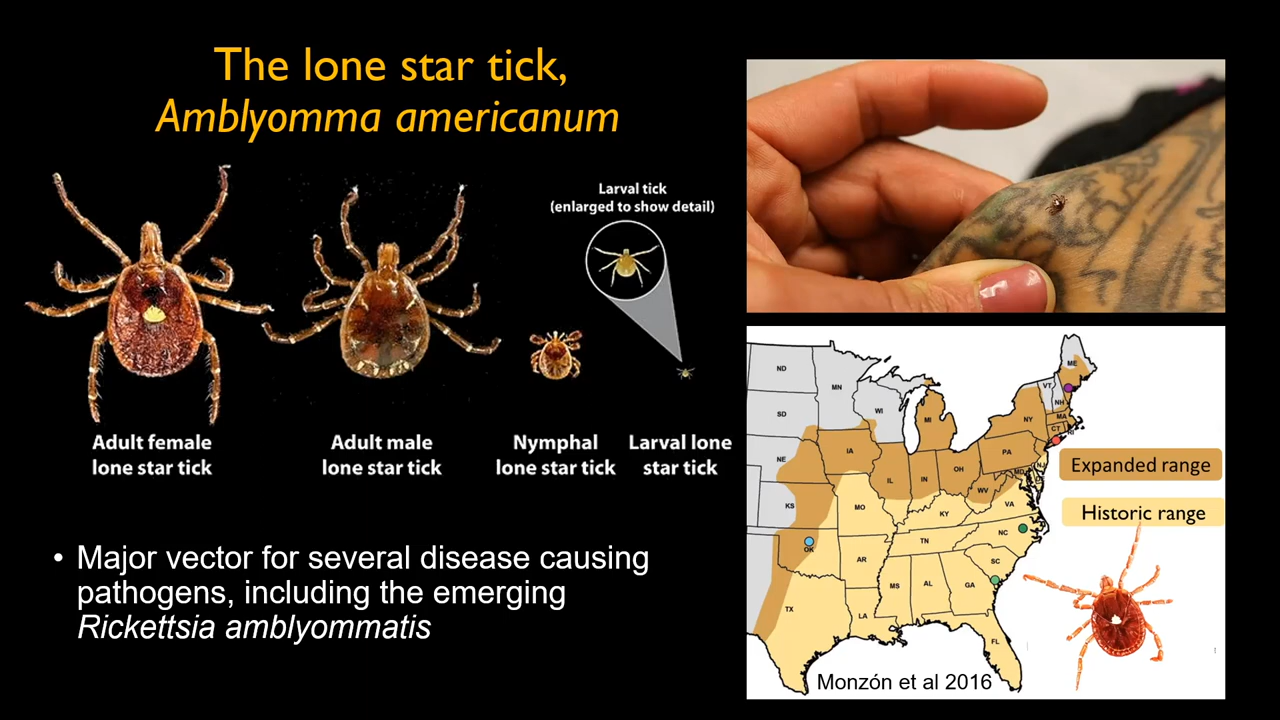 The lone star tick,
Amblyomma americanum
Larval tick
(enlarged to show detail)
Adult female
lone star tick
Adult male
lone star tick
Nymphal
lone star tick
Larval lone
star tick
• Major vector for several disease causing
pathogens, including the emerging
Rickettsia amblyommatis
ME
ND
MN
VT
NH
SD
WI
MI
NY
MA
CT
RI
NE
IA
PA
NJ
OH
IL
IN
MD
WV
KS
MO
KY
VA
OK
TN
NC
AR
SC
MS
AL
GA
TX
LA
FL
Expanded range
Historic range
Monzón et al 2016